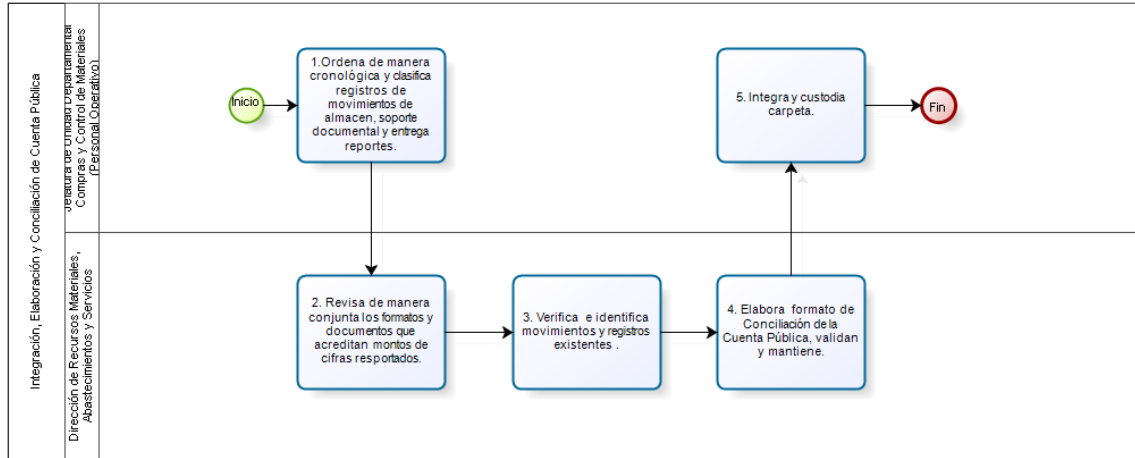 Integración, Elaboración y Conciliación de Cuenta Pública
Jefatura de Unidad Departamental
Compras y Control de Materiales
(Personal Operativo)
Inicio
1.Ordena de manera
cronológica y clasifica
registros de
movimientos de
almacen, soporte
documental y entrega
reportes.
5. Integra y custodia
carpeta.
Fin
Dirección de Recursos Materiales,
Abastecimientos y Servicios
2. Revisa de manera
conjunta los formatos y
documentos que
acreditan montos de
cifras resportados.
3. Verifica e identifica
movimientos y registros
existentes .
4. Elabora formato de
Conciliación de la
Cuenta Pública, validan
y mantiene.